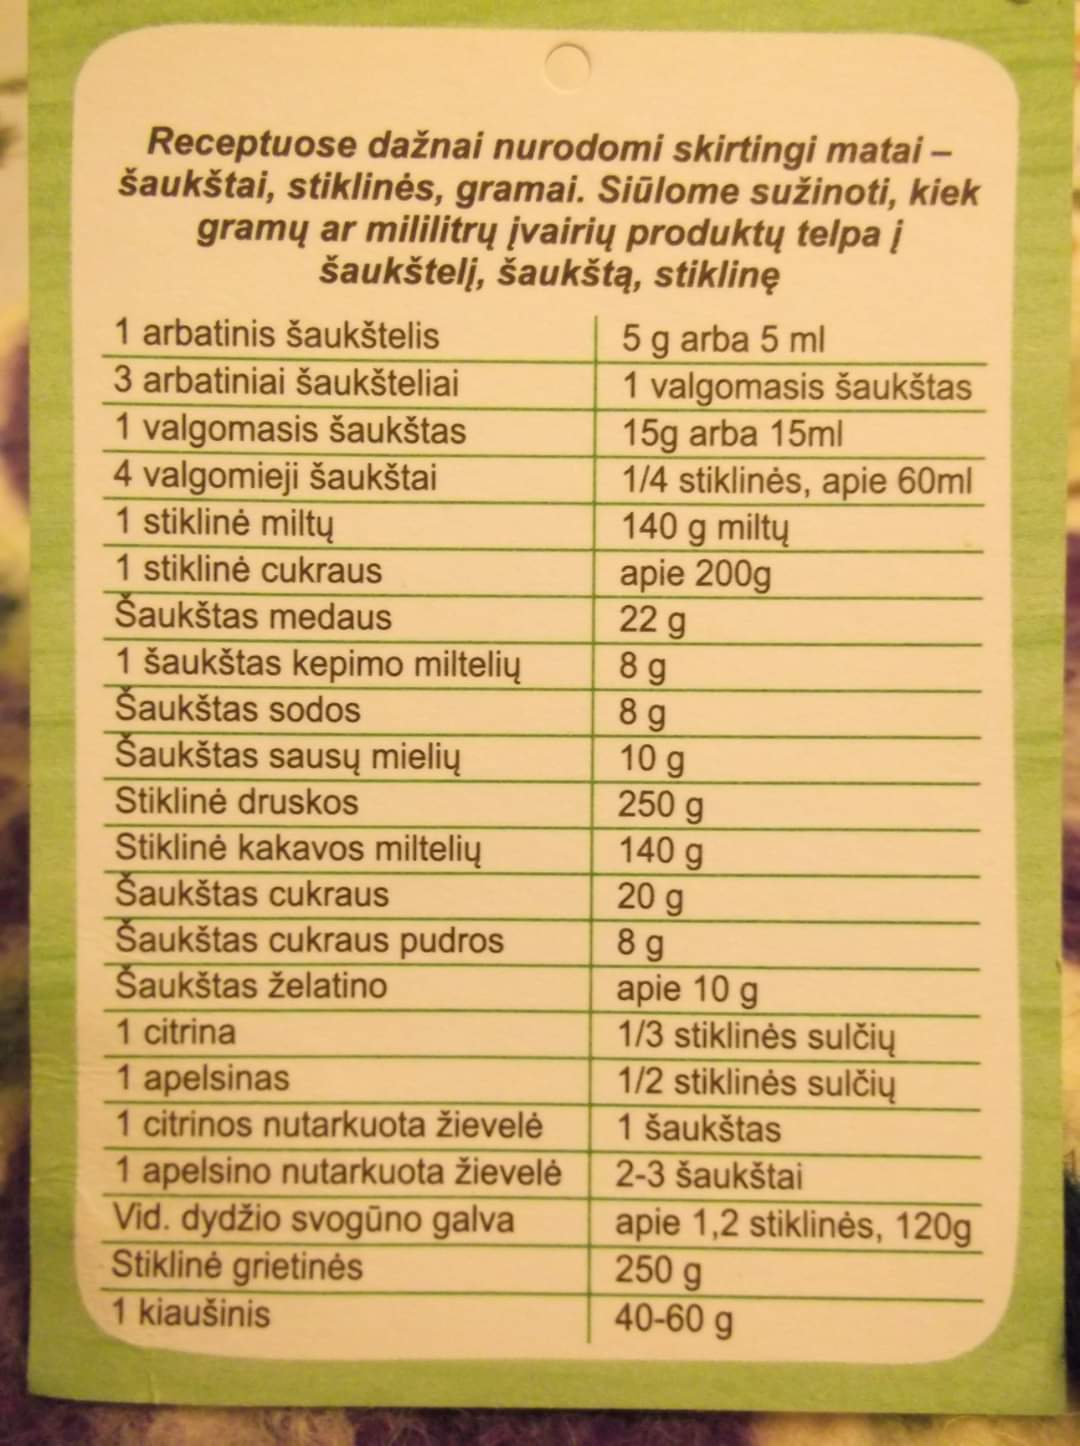 Receptuose dažnai nurodomi skirtingi matai –
šaukštai, stiklinės, gramai. Siūlome sužinoti, kiek
gramų ar mililitrų įvairių produktų telpa į
šaukštelį, šaukštą, stiklinę
1 arbatinis šaukštelis 5 g arba 5 ml
3 arbatiniai šaukšteliai 1 valgomasis šaukštas
1 valgomasis šaukštas 15g arba 15ml
4 valgomieji šaukštai 1/4 stiklinės, apie 60ml
1 stiklinė miltų 140 g miltų
1 stiklinė cukraus apie 200g
Šaukštas medaus 22 g
1 šaukštas kepimo miltelių 8 g
Šaukštas sodos 8 g
Šaukštas sausų mielių 10 g
Stiklinė druskos 250 g
Stiklinė kakavos miltelių 140 g
Šaukštas cukraus 20 g
Šaukštas cukraus pudros 8 g
Šaukštas želatino apie 10 g
1 citrina 1/3 stiklinės sulčių
1 apelsinas 1/2 stiklinės sulčių
1 citrinos nutarkuota žievelė 1 šaukštas
1 apelsino nutarkuota žievelė 2-3 šaukštai
Vid. dydžio svogūno galva apie 1,2 stiklinės, 120g
Stiklinė grietinės 250 g
1 kiaušinis 40-60 g